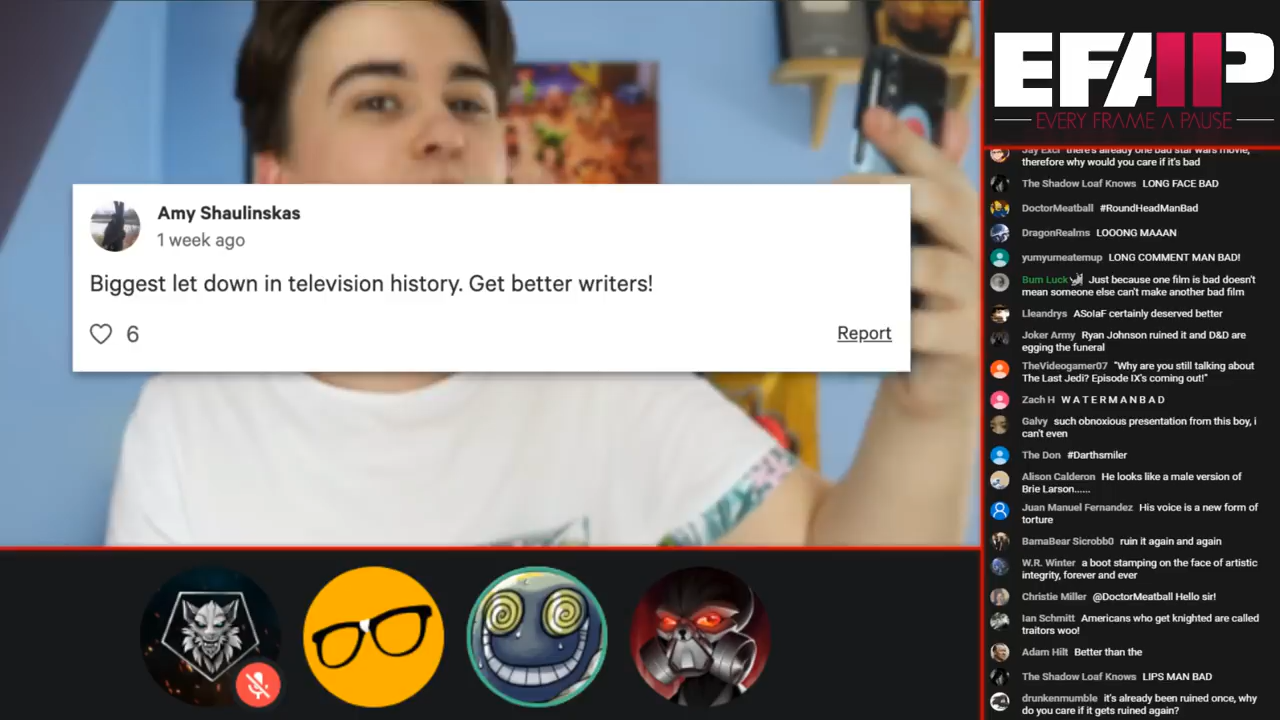 Amy Shaulinskas
1 week ago
Biggest let down in television history. Get better writers!
6
Report
EFAP
EVERY FRAME A PAUSE
Jay Exci there's already one bad star wars movie,
therefore why would you care if it's bad
The Shadow Loaf Knows LONG FACE BAD
DoctorMeatball #RoundHeadManBad
DragonRealms LOOONG MAAAN
yumyumeatemup LONG COMMENT MAN BAD!
Bum Luck Just because one film is bad doesn't
mean someone else can't make another bad film
Lleandrys ASoIaF certainly deserved better
Joker Army Ryan Johnson ruined it and D&D are
egging the funeral
TheVideogamer07 "Why are you still talking about
The Last Jedi? Episode IX's coming out!"
Zach H W A T E R M A N B A D
Galvy such obnoxious presentation from this boy, i
can't even
The Don #Darthsmiler
Alison Calderon He looks like a male version of
Brie Larson......
Juan Manuel Fernandez His voice is a new form of
torture
BamaBear Sicrobb0 ruin it again and again
W.R. Winter a boot stamping on the face of artistic
integrity, forever and ever
Christie Miller @DoctorMeatball Hello sir!
Ian Schmitt Americans who get knighted are called
traitors woo!
Adam Hilt Better than the
The Shadow Loaf Knows LIPS MAN BAD
drunkenmumble it's already been ruined once, why
do you care if it gets ruined again?